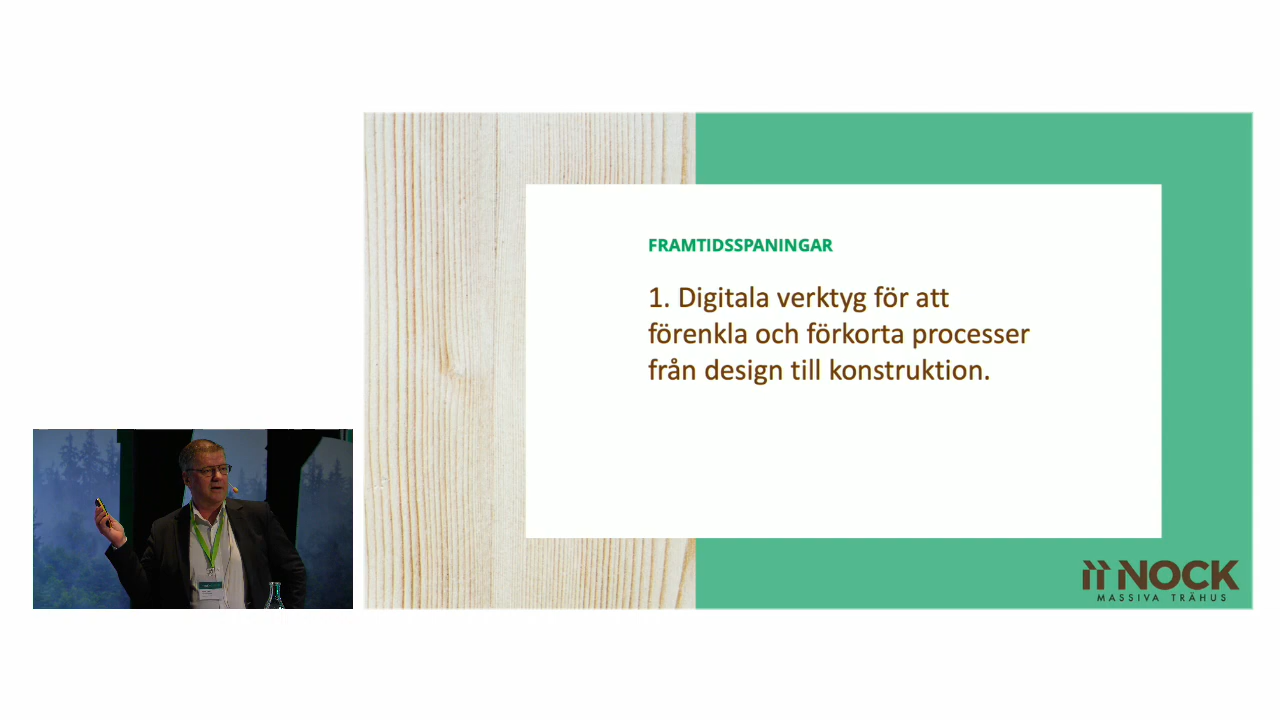 FRAMTIDSSPANINGAR
1. Digitala verktyg för att
förenkla och förkorta processer
från design till konstruktion.
NOCK
MASSIVA TRÄHUS